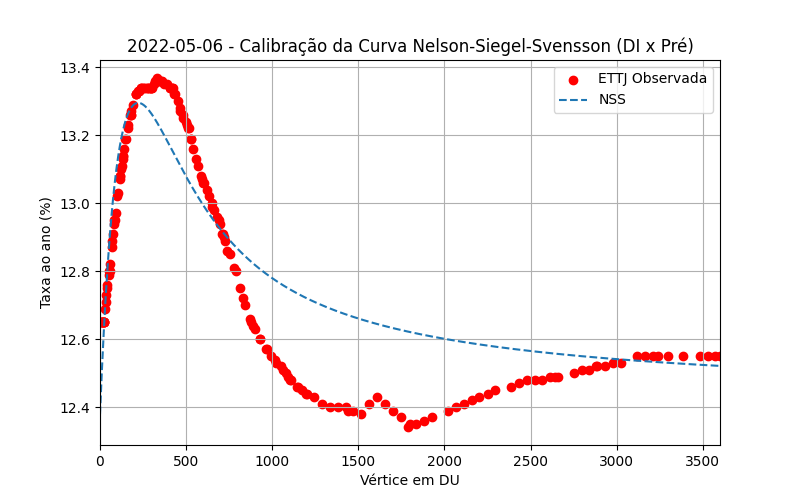 2022-05-06 - Calibração da Curva Nelson-Siegel-Svensson (DI x Pré)
ETTJ Observada
NSS
Taxa ao ano (%)
13.4
13.2
13.0
12.8
12.6
12.4
0 500 1000 1500 2000 2500 3000 3500
Vértice em DU